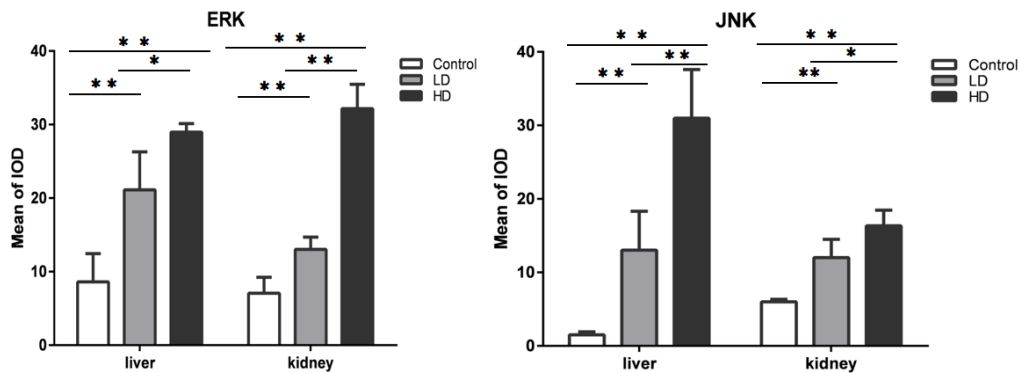 ERK
Mean of IOD
40
30
20
10
0
* *
* *
*
* *
* *
* *
liver
kidney
Control
LD
HD
JNK
Mean of IOD
40
30
20
10
0
* *
* *
* *
* *
*
* *
liver
kidney
Control
LD
HD